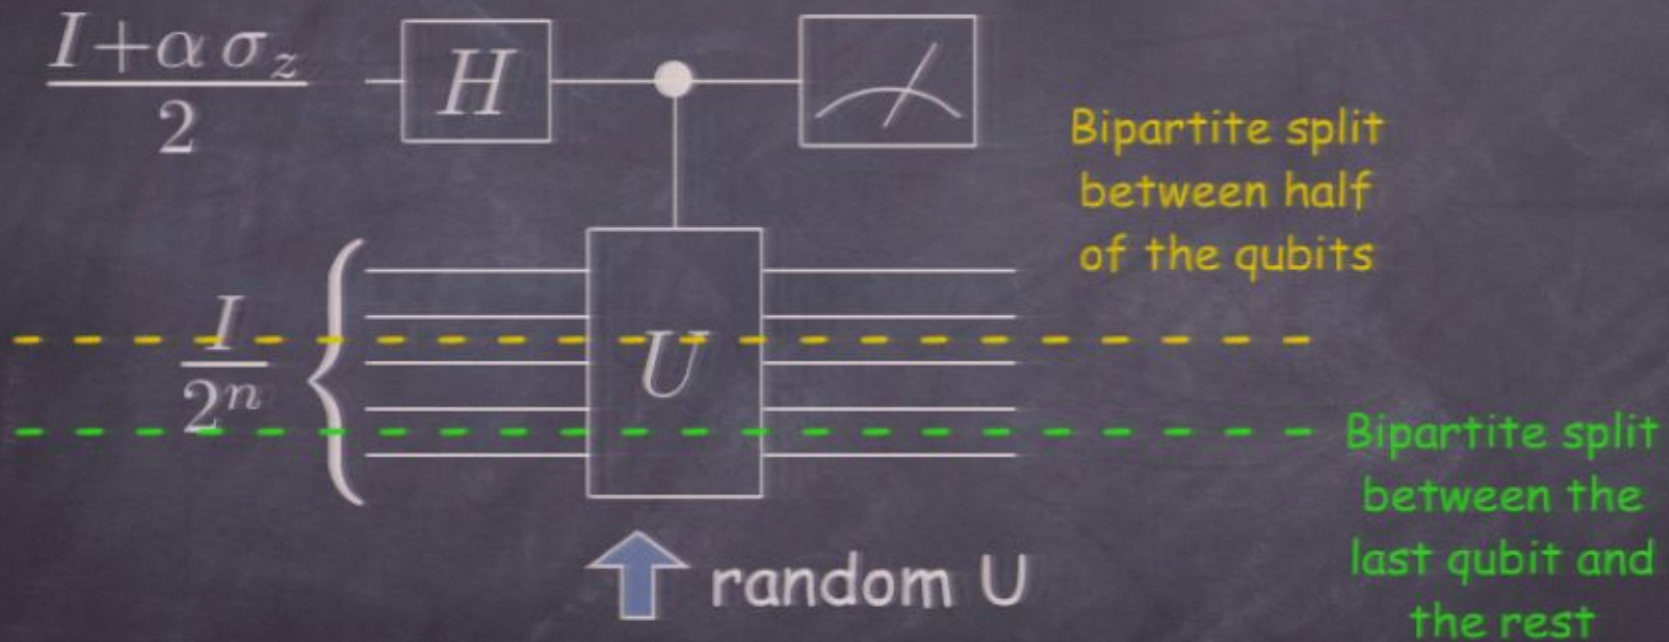 I+α σz
2
H
Bipartite split
between half
of the qubits
I
2^n
U
Bipartite split
between the
last qubit and
the rest
random U